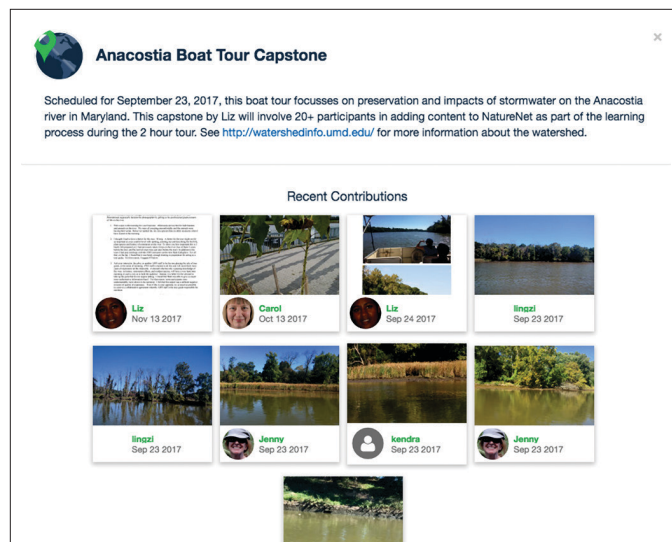 Anacostia Boat Tour Capstone
Scheduled for September 23, 2017, this boat tour focusses on preservation and impacts of stormwater on the Anacostia
river in Maryland. This capstone by Liz will involve 20+ participants in adding content to NatureNet as part of the learning
process during the 2 hour tour. See http://watershedinfo.umd.edu/ for more information about the watershed.
Recent Contributions
Liz
Nov 13 2017
Carol
Oct 13 2017
Liz
Sep 24 2017
lingzi
Sep 23 2017
lingzi
Sep 23 2017
Jenny
Sep 23 2017
kendra
Sep 23 2017
Jenny
Sep 23 2017